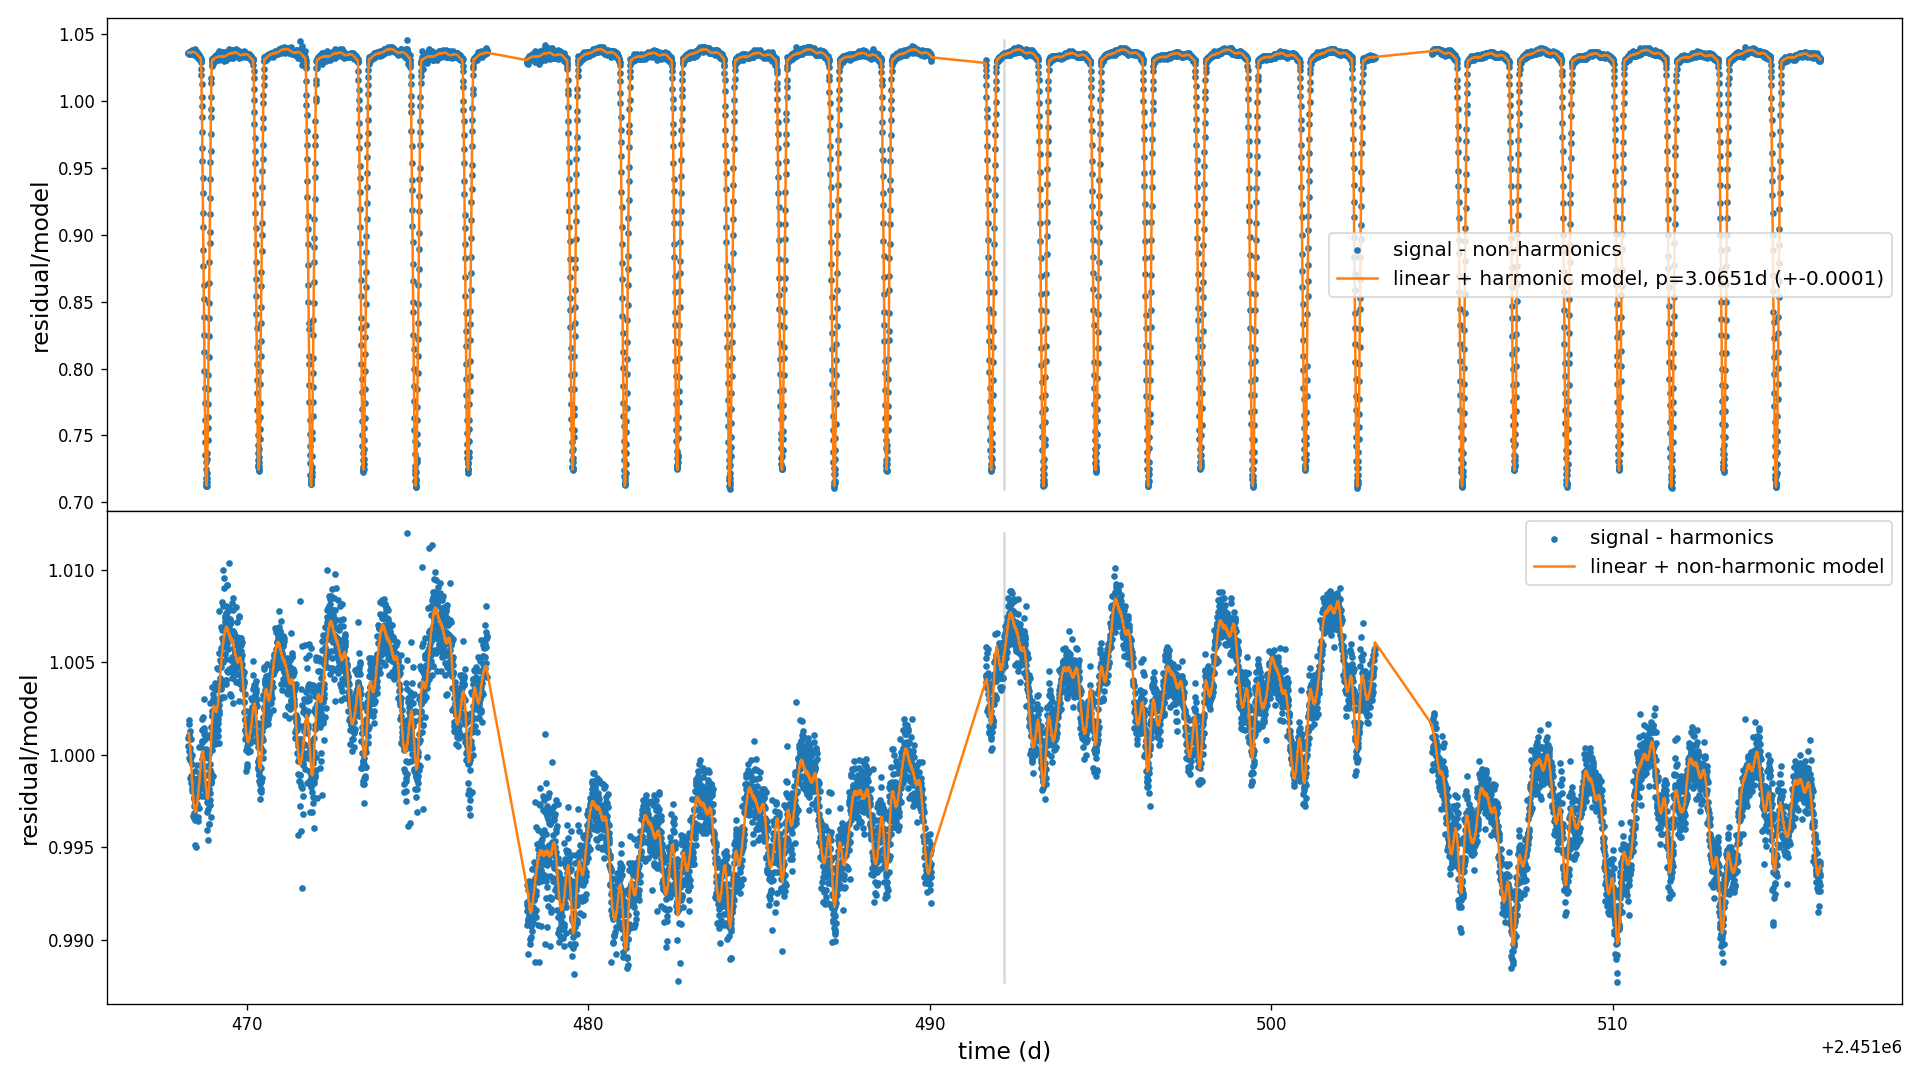 residual/model
1.05
1.00
0.95
0.90
0.85
0.80
0.75
0.70
signal - non-harmonics
linear + harmonic model, p=3.0651d (+-0.0001)
residual/model
1.010
1.005
1.000
0.995
0.990
signal - harmonics
linear + non-harmonic model
470 480 490 500 510
time (d)
+2.451e6